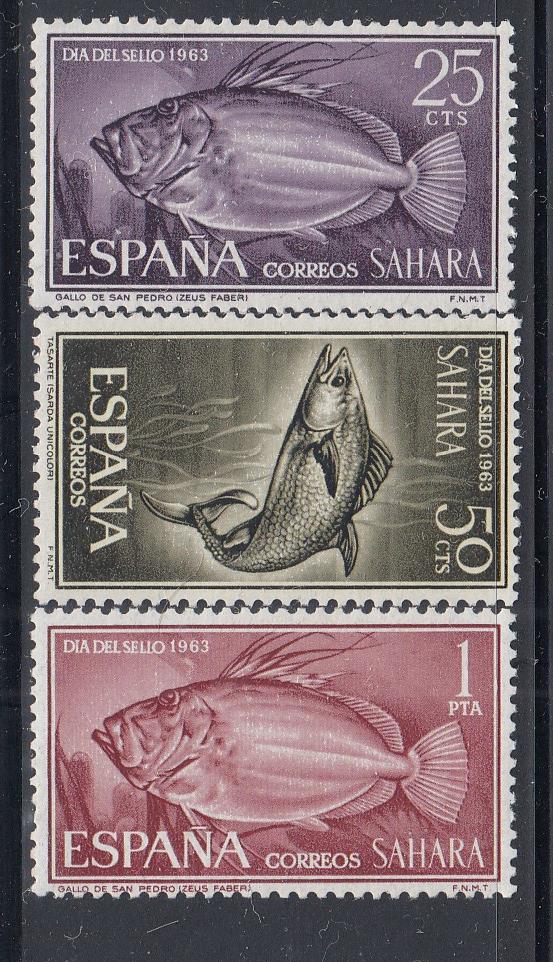 DIA DEL SELLO 1963
25
CTS
ESPAÑA CORREOS SAHARA
GALLO DE SAN PEDRO (ZEUS FABER)
F.N.M.T
DIA DEL SELLO 1963
SAHARA
50
CTS
ESPAÑA
CORREOS
TASARTE (SARDA UNICOLOR)
F.N.M.T.
DIA DEL SELLO 1963
1
PTA
ESPAÑA CORREOS SAHARA
GALLO DE SAN PEDRO (ZEUS FABER)
F.N.M.T